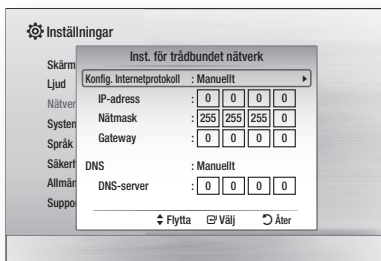 Inställningar
Inst. för trådbundet nätverk
Skärm
Ljud
Nätver
System
Språk
Säkerh
Allmän
Suppo
Konfig. Internetprotokoll : Manuellt
IP-adress : 0 0 0 0
Nätmask : 255 255 255 0
Gateway : 0 0 0 0
DNS : Manuellt
DNS-server : 0 0 0 0
Flytta Välj Åter